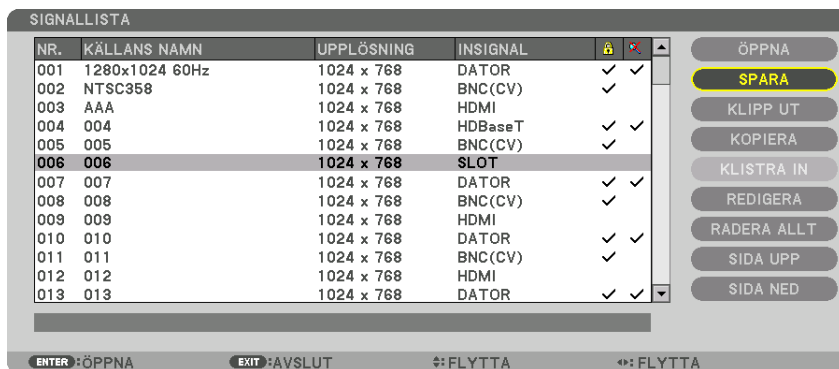 SIGNALLISTA
NR. KÄLLANS NAMN UPPLÖSNING INSIGNAL
001 1280x1024 60Hz 1024 x 768 DATOR ✓ ✓
002 NTSC358 1024 x 768 BNC(CV) ✓
003 AAA 1024 x 768 HDMI
004 004 1024 x 768 HDBaseT ✓ ✓
005 005 1024 x 768 BNC(CV) ✓
006 006 1024 x 768 SLOT
007 007 1024 x 768 DATOR ✓ ✓
008 008 1024 x 768 BNC(CV) ✓
009 009 1024 x 768 HDMI
010 010 1024 x 768 DATOR ✓ ✓
011 011 1024 x 768 BNC(CV) ✓
012 012 1024 x 768 HDMI
013 013 1024 x 768 DATOR ✓ ✓
ÖPPNA
SPARA
KLIPP UT
KOPIERA
KLISTRA IN
REDIGERA
RADERA ALLT
SIDA UPP
SIDA NED
ENTER:ÖPPNA EXIT:AVSLUT :FLYTTA :FLYTTA